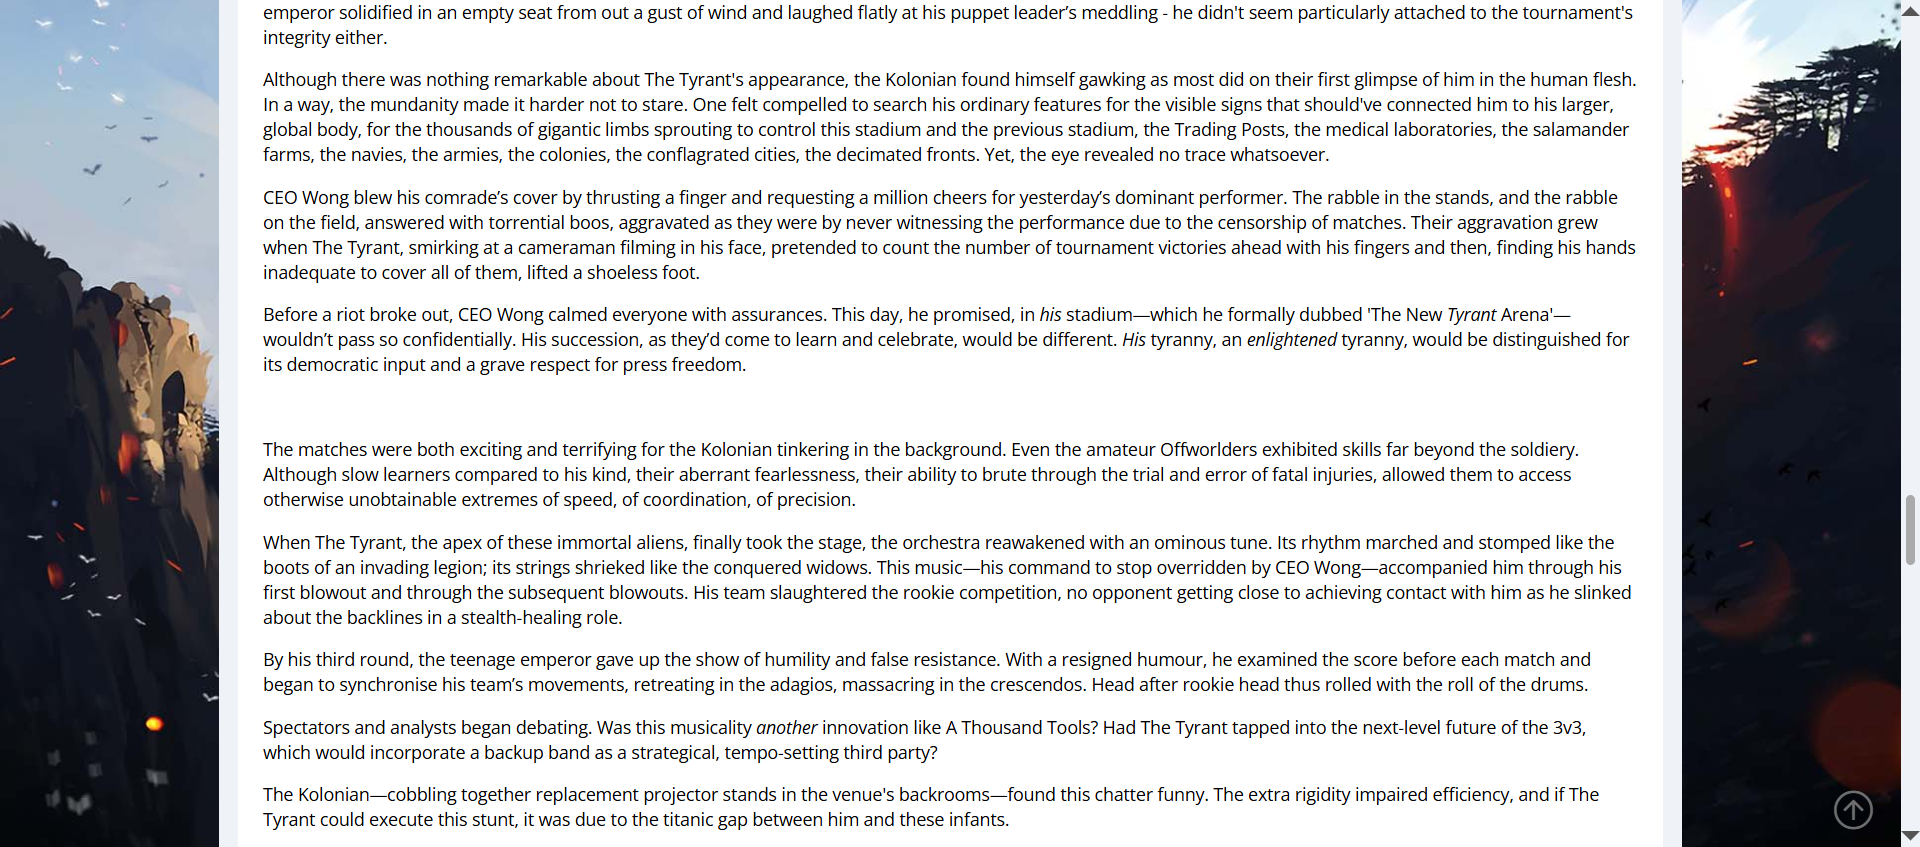 emperor solidified in an empty seat from out a gust of wind and laughed flatly at his puppet leader’s meddling - he didn't seem particularly attached to the tournament's
integrity either.
Although there was nothing remarkable about The Tyrant's appearance, the Kolonian found himself gawking as most did on their first glimpse of him in the human flesh.
In a way, the mundanity made it harder not to stare. One felt compelled to search his ordinary features for the visible signs that should've connected him to his larger,
global body, for the thousands of gigantic limbs sprouting to control this stadium and the previous stadium, the Trading Posts, the medical laboratories, the salamander
farms, the navies, the armies, the colonies, the conflagrated cities, the decimated fronts. Yet, the eye revealed no trace whatsoever.
CEO Wong blew his comrade’s cover by thrusting a finger and requesting a million cheers for yesterday’s dominant performer. The rabble in the stands, and the rabble
on the field, answered with torrential boos, aggravated as they were by never witnessing the performance due to the censorship of matches. Their aggravation grew
when The Tyrant, smirking at a cameraman filming in his face, pretended to count the number of tournament victories ahead with his fingers and then, finding his hands
inadequate to cover all of them, lifted a shoeless foot.
Before a riot broke out, CEO Wong calmed everyone with assurances. This day, he promised, in his stadium—which he formally dubbed 'The New Tyrant Arena'—
wouldn’t pass so confidentially. His succession, as they’d come to learn and celebrate, would be different. His tyranny, an enlightened tyranny, would be distinguished for
its democratic input and a grave respect for press freedom.
The matches were both exciting and terrifying for the Kolonian tinkering in the background. Even the amateur Offworlders exhibited skills far beyond the soldiery.
Although slow learners compared to his kind, their aberrant fearlessness, their ability to brute through the trial and error of fatal injuries, allowed them to access
otherwise unobtainable extremes of speed, of coordination, of precision.
When The Tyrant, the apex of these immortal aliens, finally took the stage, the orchestra reawakened with an ominous tune. Its rhythm marched and stomped like the
boots of an invading legion; its strings shrieked like the conquered widows. This music—his command to stop overridden by CEO Wong—accompanied him through his
first blowout and through the subsequent blowouts. His team slaughtered the rookie competition, no opponent getting close to achieving contact with him as he slinked
about the backlines in a stealth-healing role.
By his third round, the teenage emperor gave up the show of humility and false resistance. With a resigned humour, he examined the score before each match and
began to synchronise his team’s movements, retreating in the adagios, massacring in the crescendos. Head after rookie head thus rolled with the roll of the drums.
Spectators and analysts began debating. Was this musicality another innovation like A Thousand Tools? Had The Tyrant tapped into the next-level future of the 3v3,
which would incorporate a backup band as a strategical, tempo-setting third party?
The Kolonian—cobbling together replacement projector stands in the venue's backrooms—found this chatter funny. The extra rigidity impaired efficiency, and if The
Tyrant could execute this stunt, it was due to the titanic gap between him and these infants.